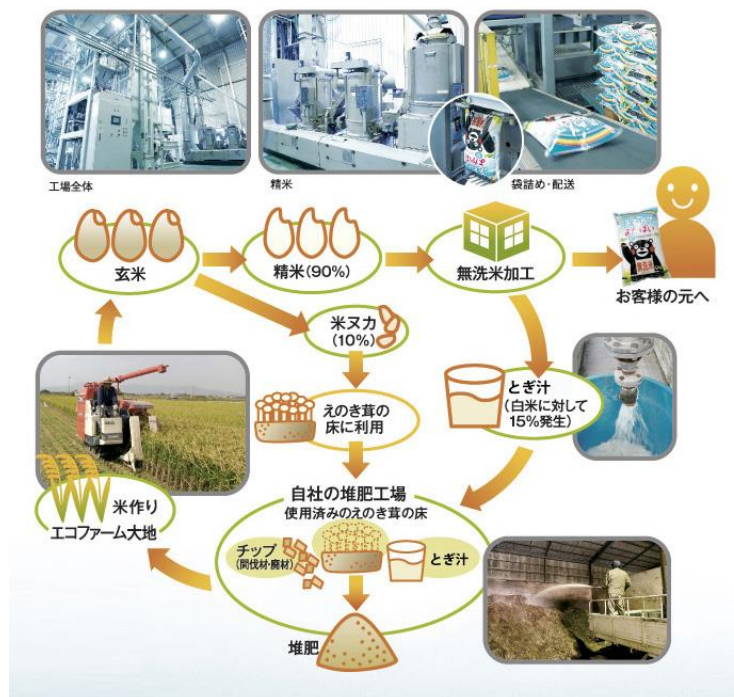 工場全体
精米
袋詰め・配送
玄米
精米(90%)
無洗米加工
お客様の元へ
米ヌカ
(10%)
えのき茸の
床に利用
とぎ汁
(白米に対して
15%発生)
米作り
エコファーム大地
自社の堆肥工場
使用済みのえのき茸の床
チップ
(間伐材・廃材)
とぎ汁
堆肥